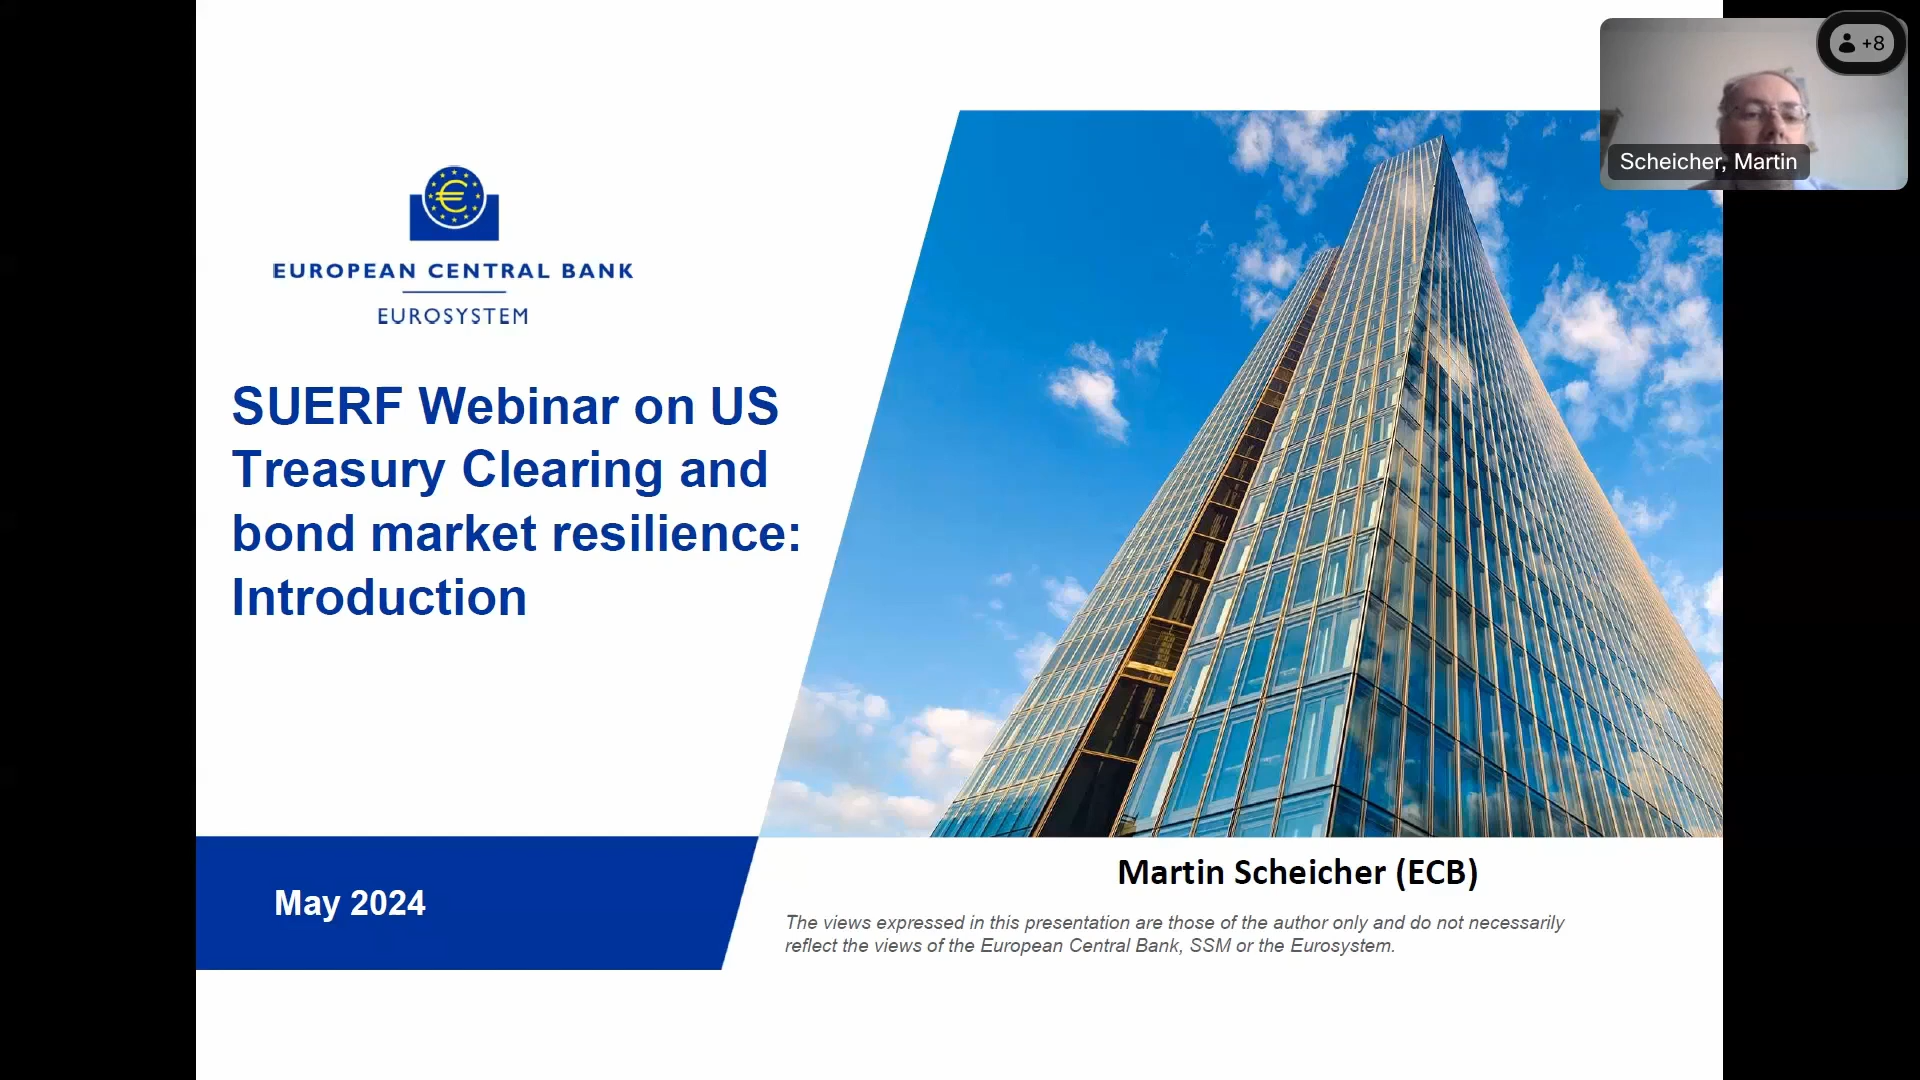 +8
Scheicher, Martin
€
EUROPEAN CENTRAL BANK
EUROSYSTEM
SUERF Webinar on US
Treasury Clearing and
bond market resilience:
Introduction
May 2024
Martin Scheicher (ECB)
The views expressed in this presentation are those of the author only and do not necessarily
reflect the views of the European Central Bank, SSM or the Eurosystem.